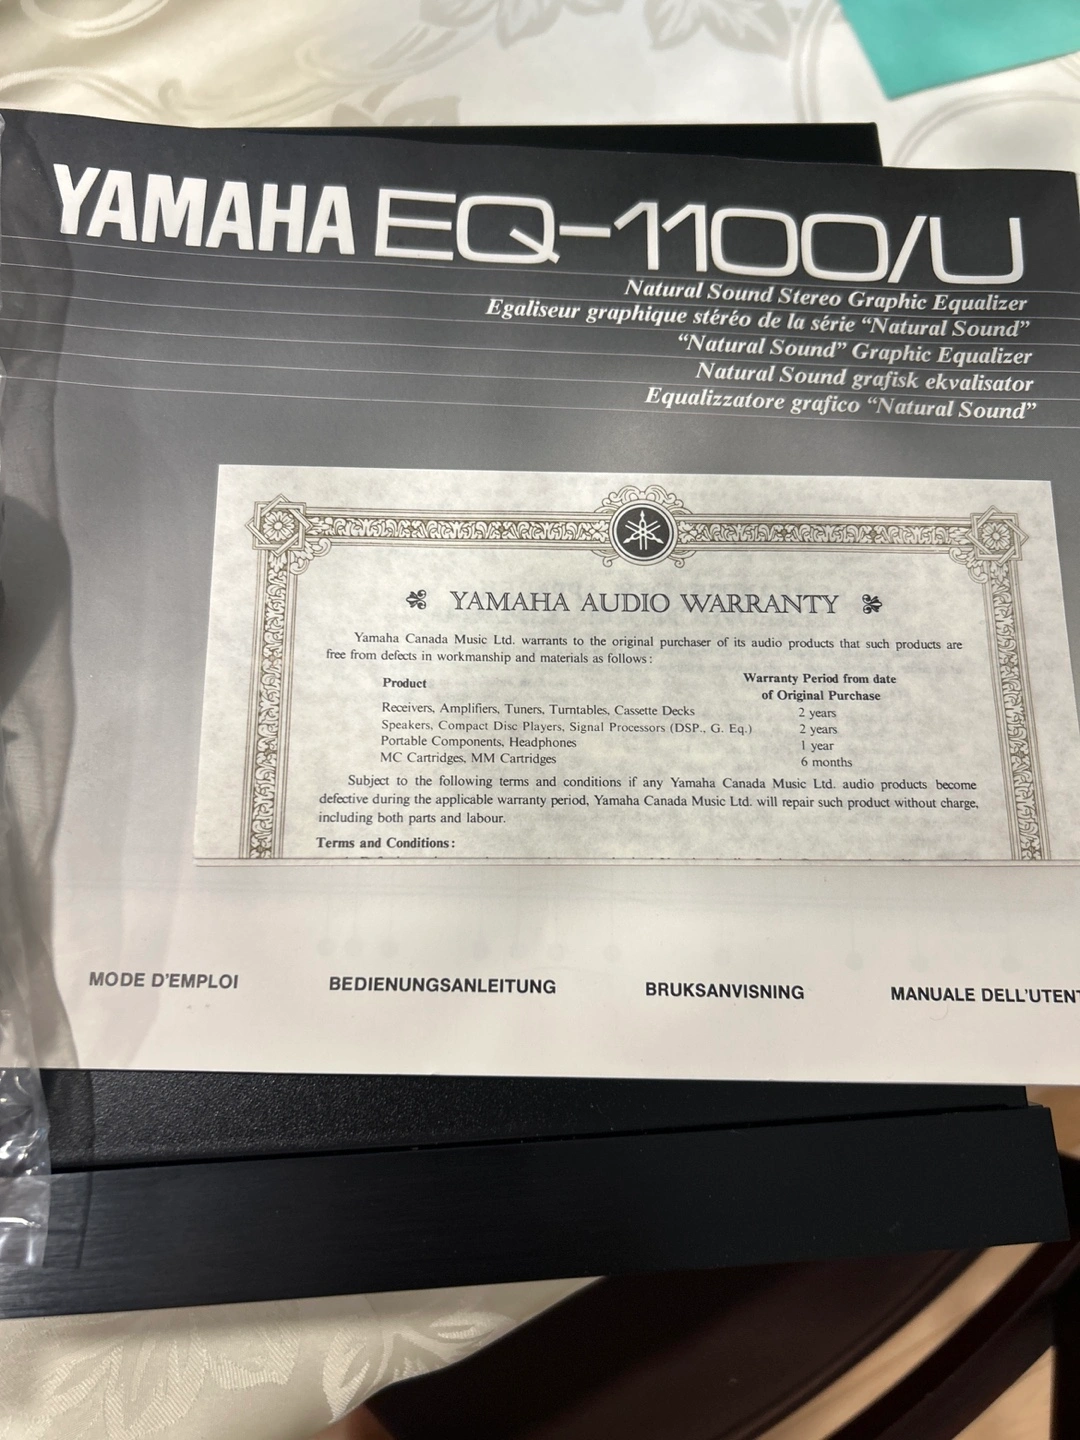 YAMAHA EQ-1100/U
Natural Sound Stereo Graphic Equalizer
Egaliseur graphique stéréo de la série “Natural Sound”
“Natural Sound” Graphic Equalizer
Natural Sound grafisk ekvalisator
Equalizzatore grafico “Natural Sound”
YAMAHA AUDIO WARRANTY
Yamaha Canada Music Ltd. warrants to the original purchaser of its audio products that such products are
free from defects in workmanship and materials as follows:
Product Warranty Period from date
of Original Purchase
Receivers, Amplifiers, Tuners, Turntables, Cassette Decks 2 years
Speakers, Compact Disc Players, Signal Processors (DSP., G. Eq.) 2 years
Portable Components, Headphones 1 year
MC Cartridges, MM Cartridges 6 months
Subject to the following terms and conditions if any Yamaha Canada Music Ltd. audio products become
defective during the applicable warranty period, Yamaha Canada Music Ltd. will repair such product without charge,
including both parts and labour.
Terms and Conditions:
MODE D'EMPLOI BEDIENUNGSANLEITUNG BRUKSANVISNING MANUALE DELL'UTENT